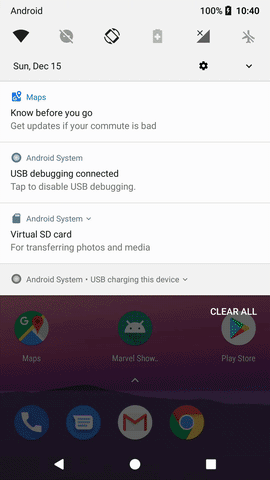 Android 100% 10:40
Sun, Dec 15
Maps
Know before you go
Get updates if your commute is bad
Android System
USB debugging connected
Tap to disable USB debugging.
Android System
Virtual SD card
For transferring photos and media
Android System • USB charging this device
CLEAR ALL
Maps Marvel Show.. Play Store